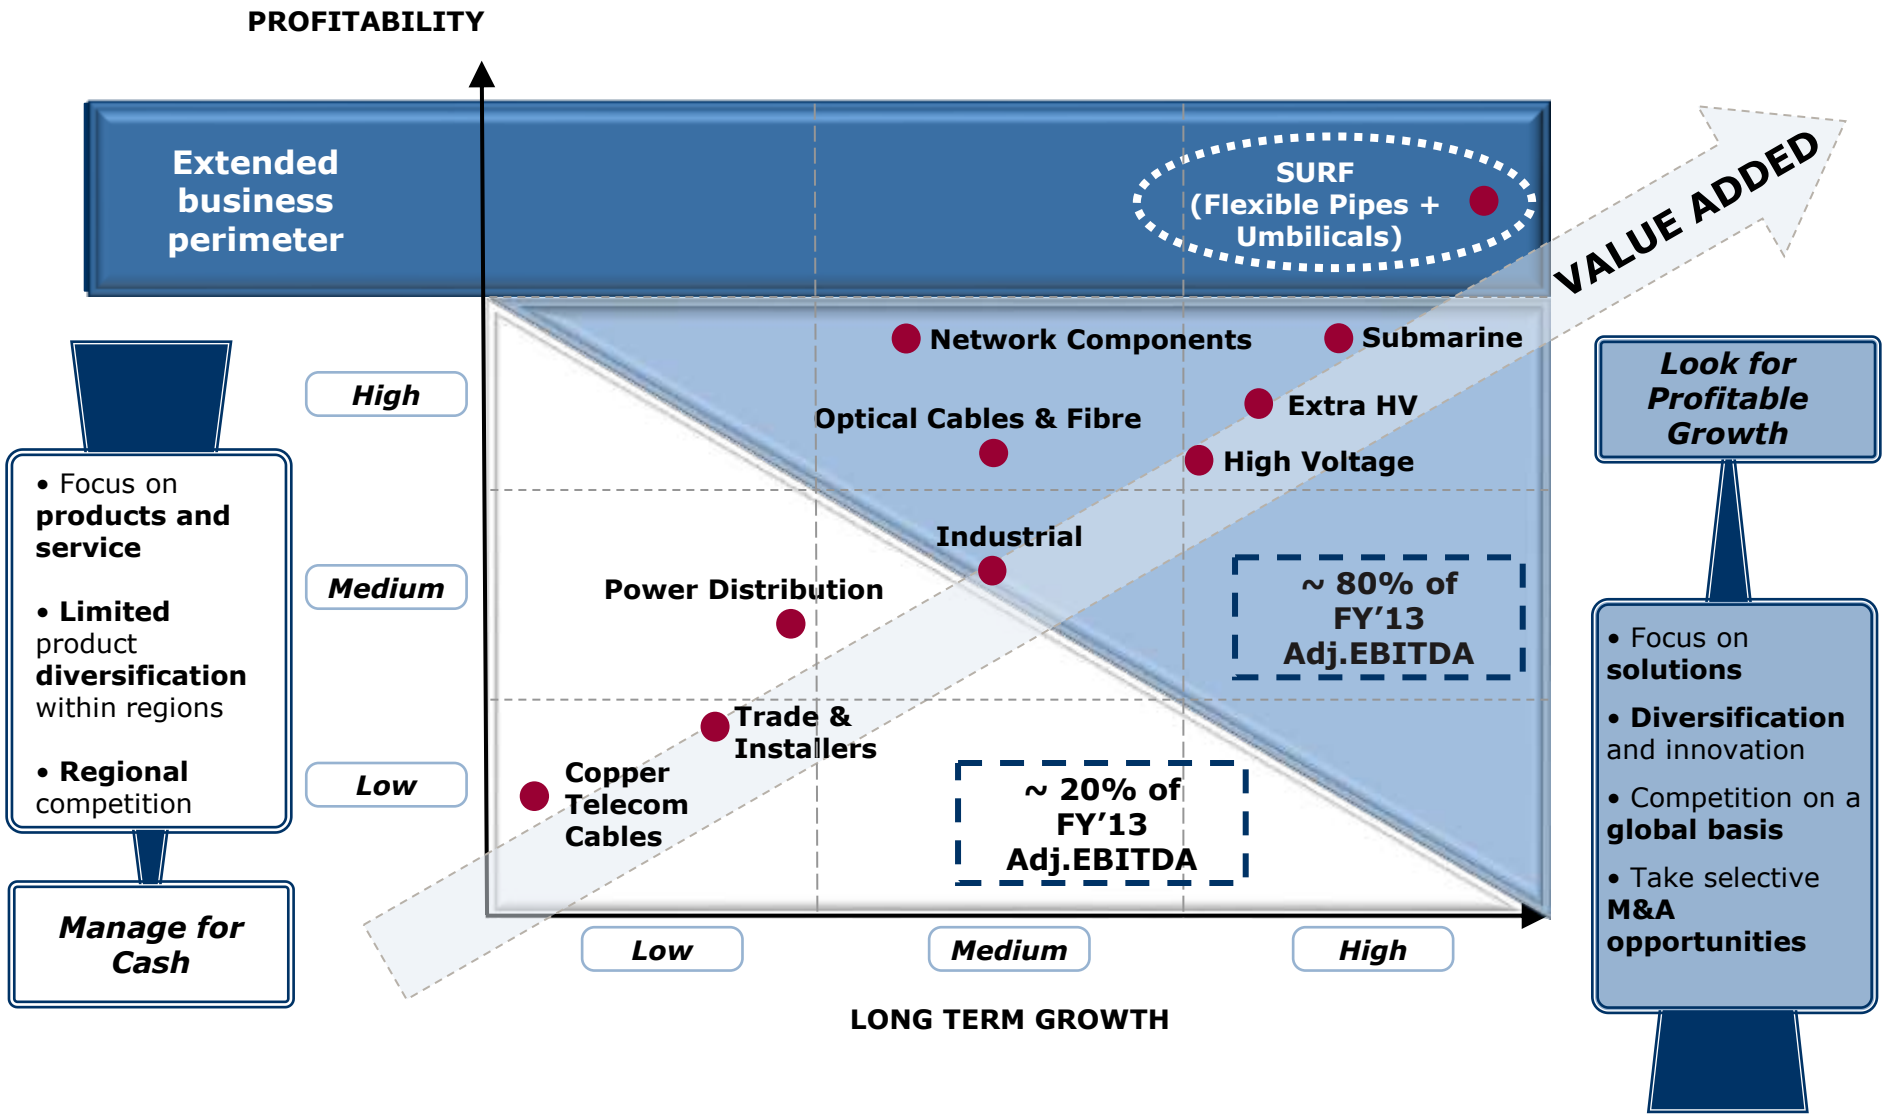 PROFITABILITY
Extended
business
perimeter
SURF
(Flexible Pipes +
Umbilicals)
VALUE ADDED
Network Components
Submarine
High
Extra HV
Optical Cables & Fibre
High Voltage
Look for
Profitable
Growth
• Focus on
products and
service
• Limited
product
diversification
within regions
• Regional
competition
Manage for
Cash
Medium
Industrial
Power Distribution
~ 80% of
FY’13
Adj.EBITDA
Low
Trade &
Installers
Copper
Telecom
Cables
~ 20% of
FY’13
Adj.EBITDA
• Focus on
solutions
• Diversification
and innovation
• Competition on a
global basis
• Take selective
M&A
opportunities
Low
Medium
High
LONG TERM GROWTH